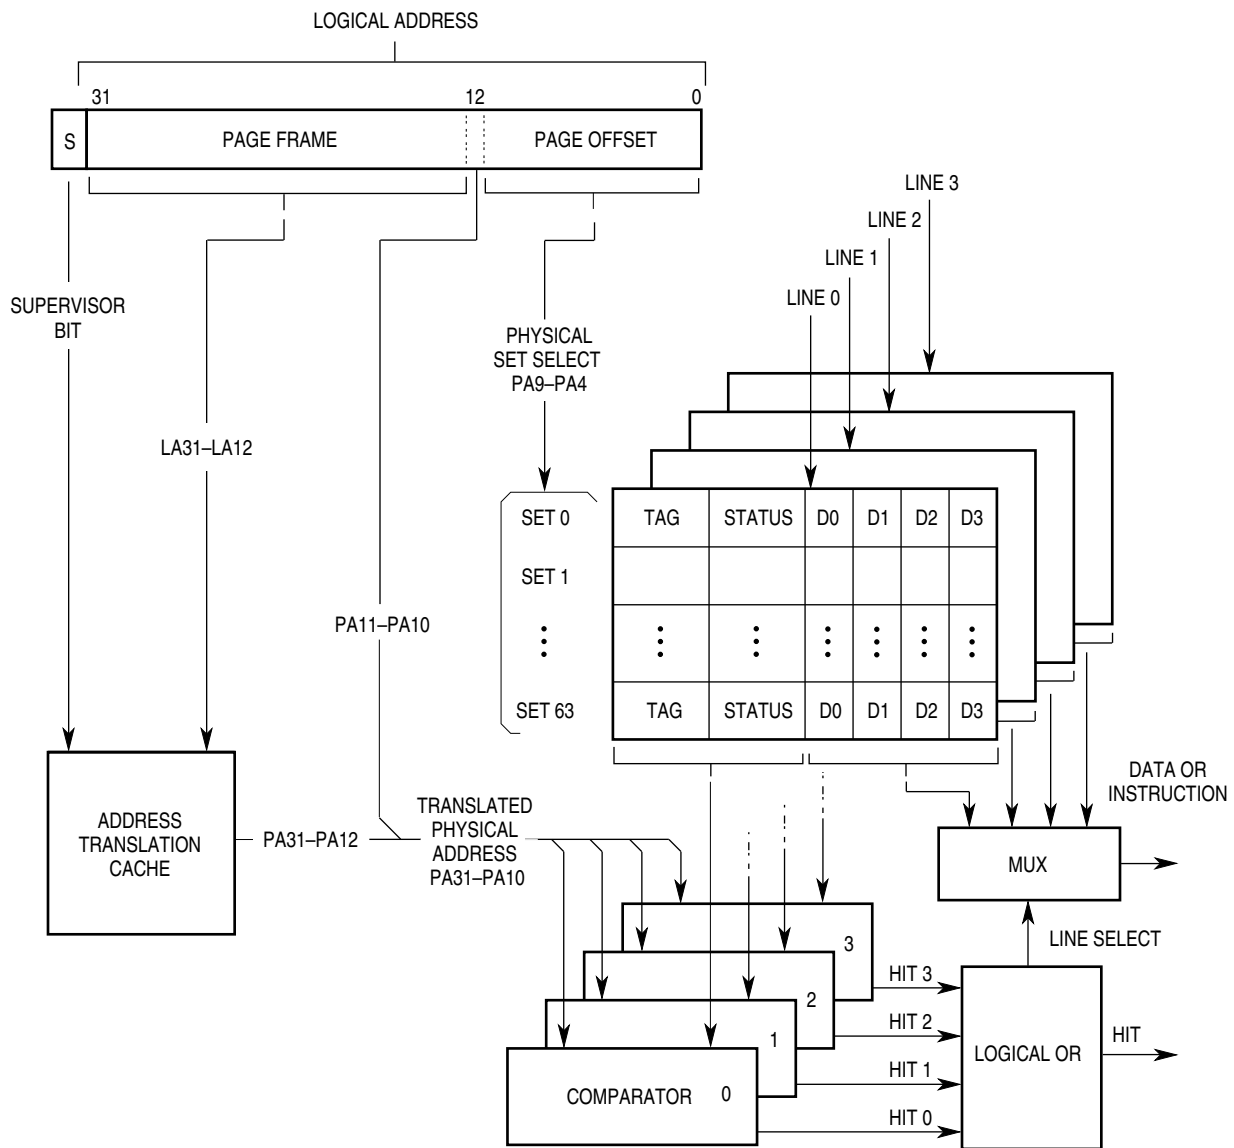 LOGICAL ADDRESS
31 12 0
S PAGE FRAME PAGE OFFSET
LINE 3
LINE 2
LINE 1
LINE 0
SUPERVISOR
BIT
PHYSICAL
SET SELECT
PA9–PA4
LA31–LA12
PA11–PA10
SET 0 TAG STATUS D0 D1 D2 D3
SET 1
SET 63 TAG STATUS D0 D1 D2 D3
ADDRESS
TRANSLATION
CACHE
PA31–PA12
TRANSLATED
PHYSICAL
ADDRESS
PA31–PA10
DATA OR
INSTRUCTION
MUX
LINE SELECT
3
2
1
COMPARATOR 0
HIT 3
HIT 2
HIT 1
HIT 0
LOGICAL OR
HIT